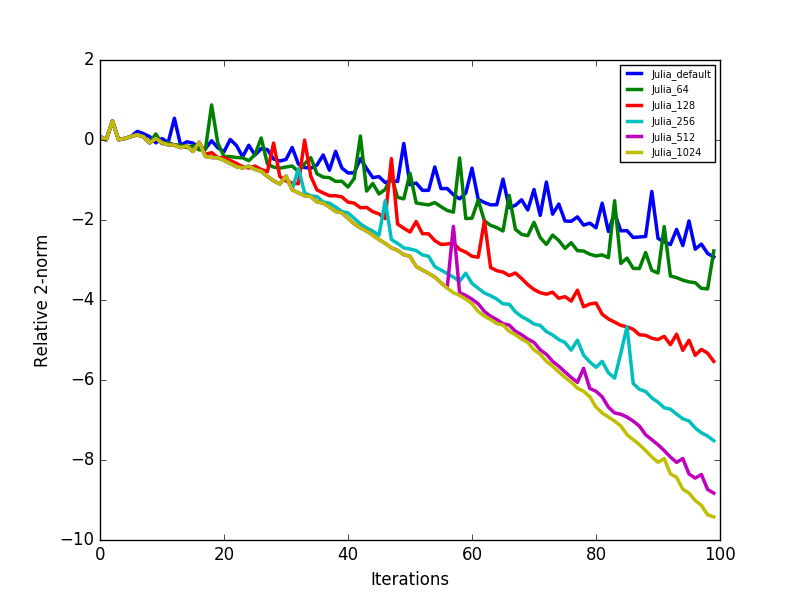 2
0
−2
−4
−6
−8
−10
0 20 40 60 80 100
Relative 2-norm
Iterations
Julia_default
Julia_64
Julia_128
Julia_256
Julia_512
Julia_1024